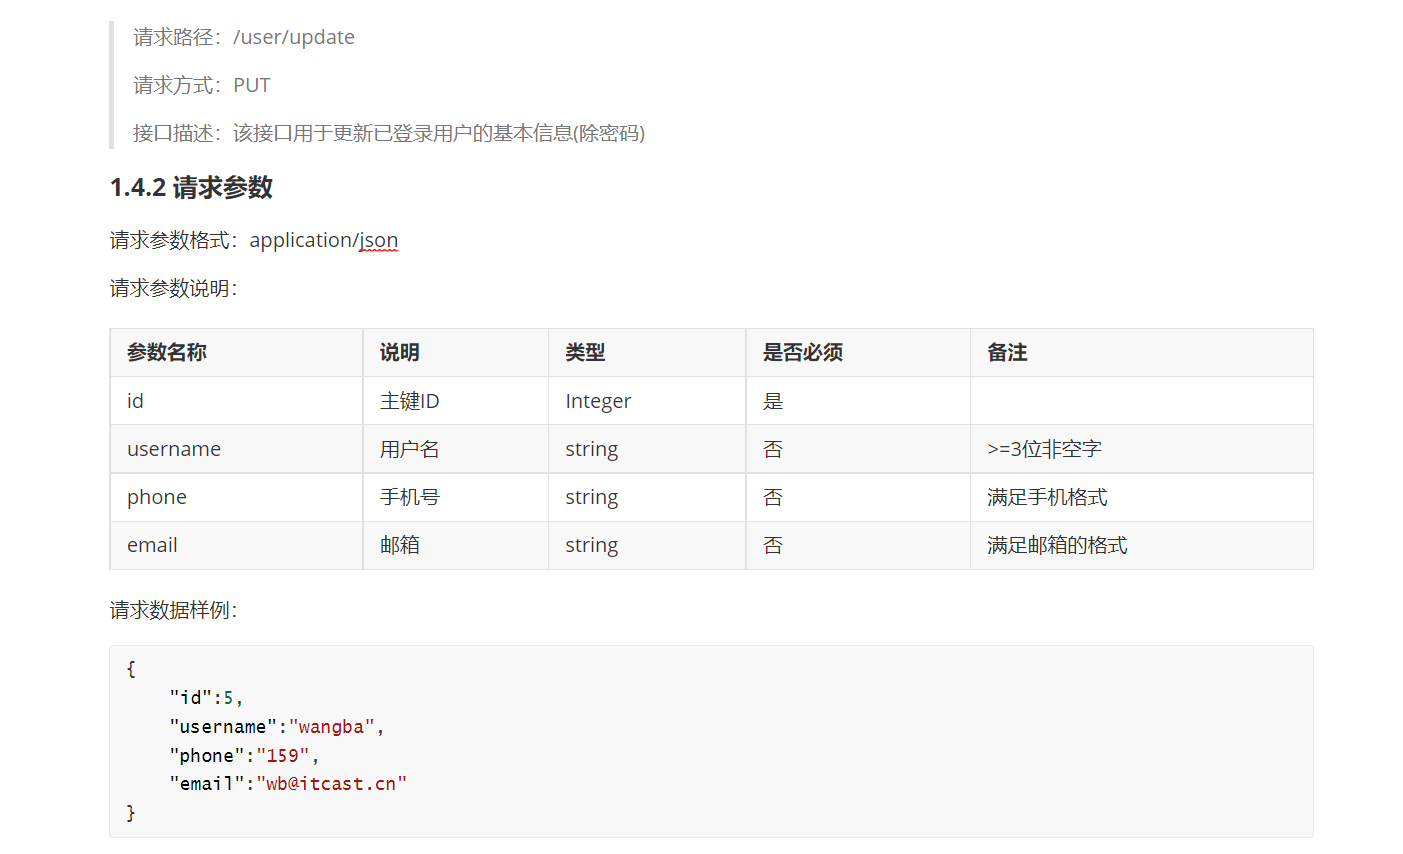 请求路径：/user/update
请求方式：PUT
接口描述：该接口用于更新已登录用户的基本信息(除密码)
1.4.2 请求参数
请求参数格式：application/json
请求参数说明：
参数名称 说明 类型 是否必须 备注
id 主键ID Integer 是
username 用户名 string 否 >=3位非空字
phone 手机号 string 否 满足手机格式
email 邮箱 string 否 满足邮箱的格式
请求数据样例：
{
"id":5,
"username":"wangba",
"phone":"159",
"email":"wb@itcast.cn"
}